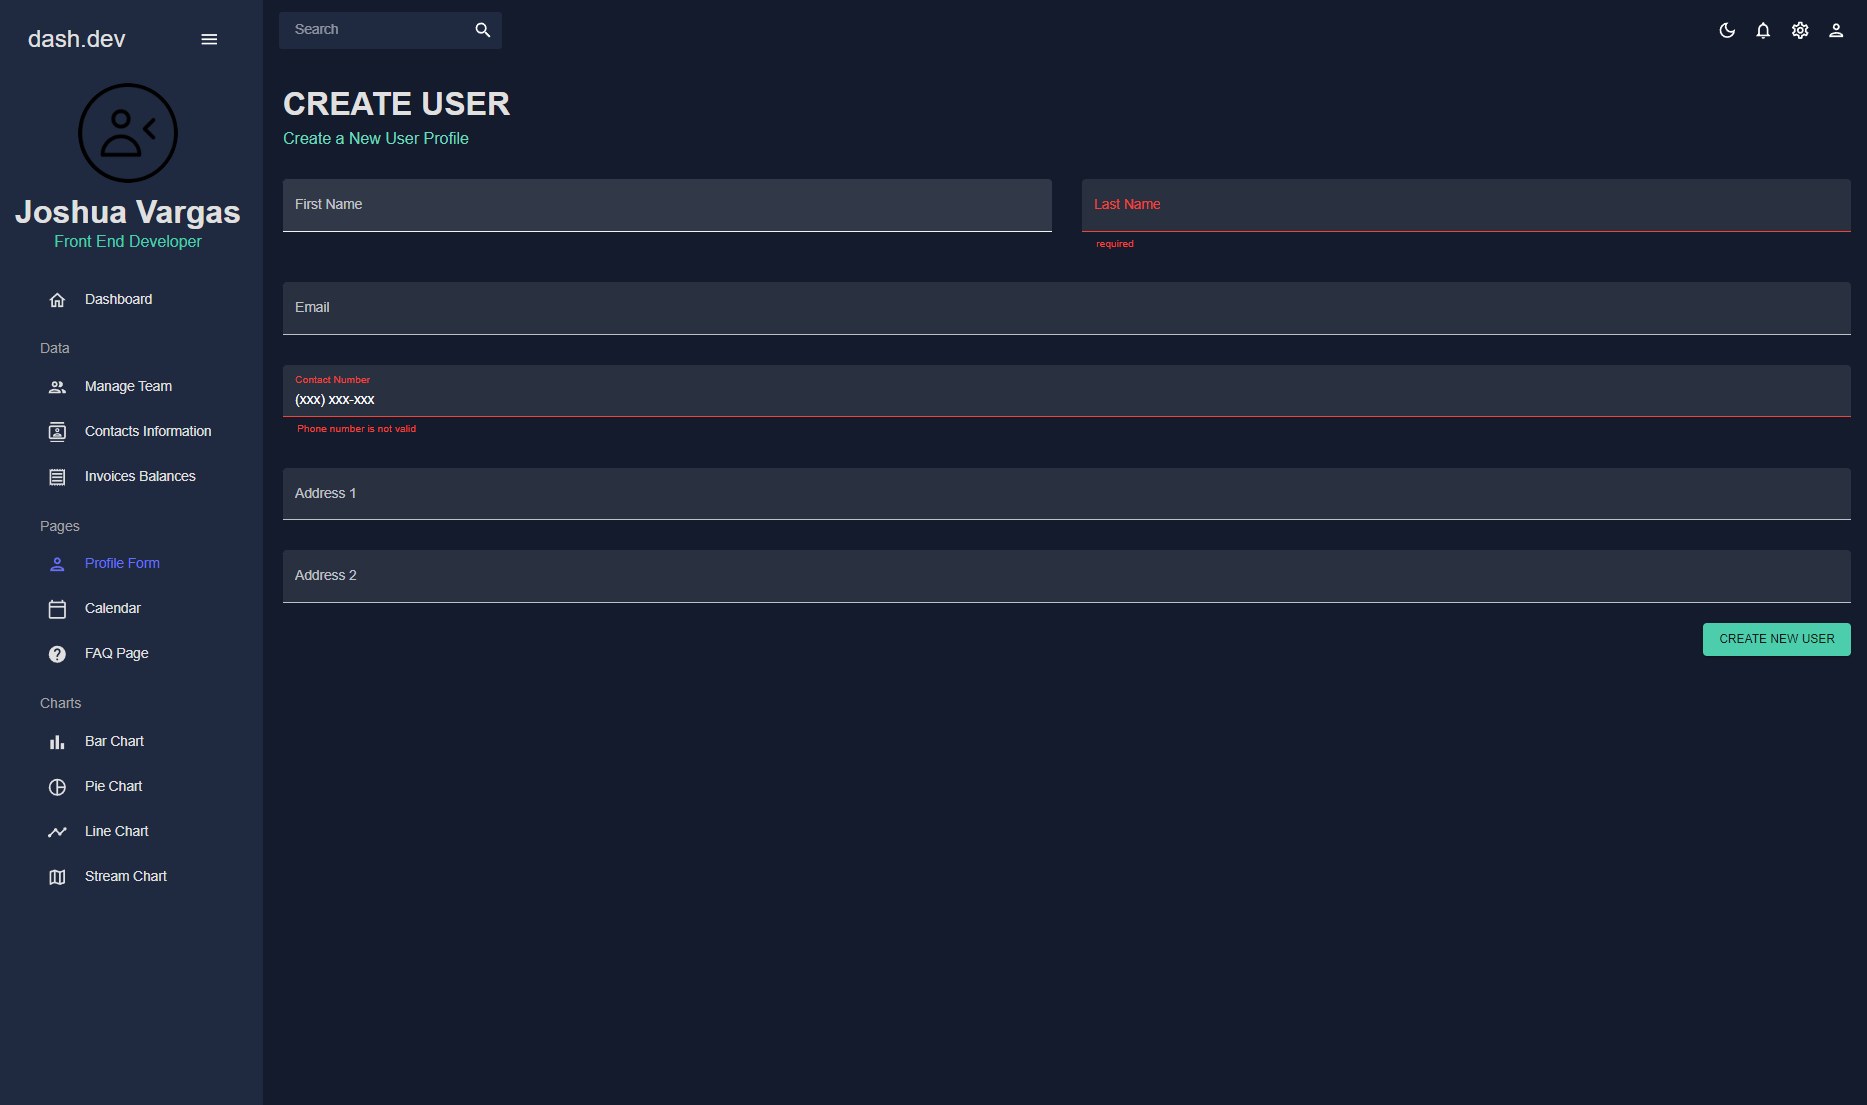 dash.dev
Joshua Vargas
Front End Developer
Dashboard
Data
Manage Team
Contacts Information
Invoices Balances
Pages
Profile Form
Calendar
FAQ Page
Charts
Bar Chart
Pie Chart
Line Chart
Stream Chart
Search
CREATE USER
Create a New User Profile
First Name
Last Name
required
Email
Contact Number
(xxx) xxx-xxx
Phone number is not valid
Address 1
Address 2
CREATE NEW USER